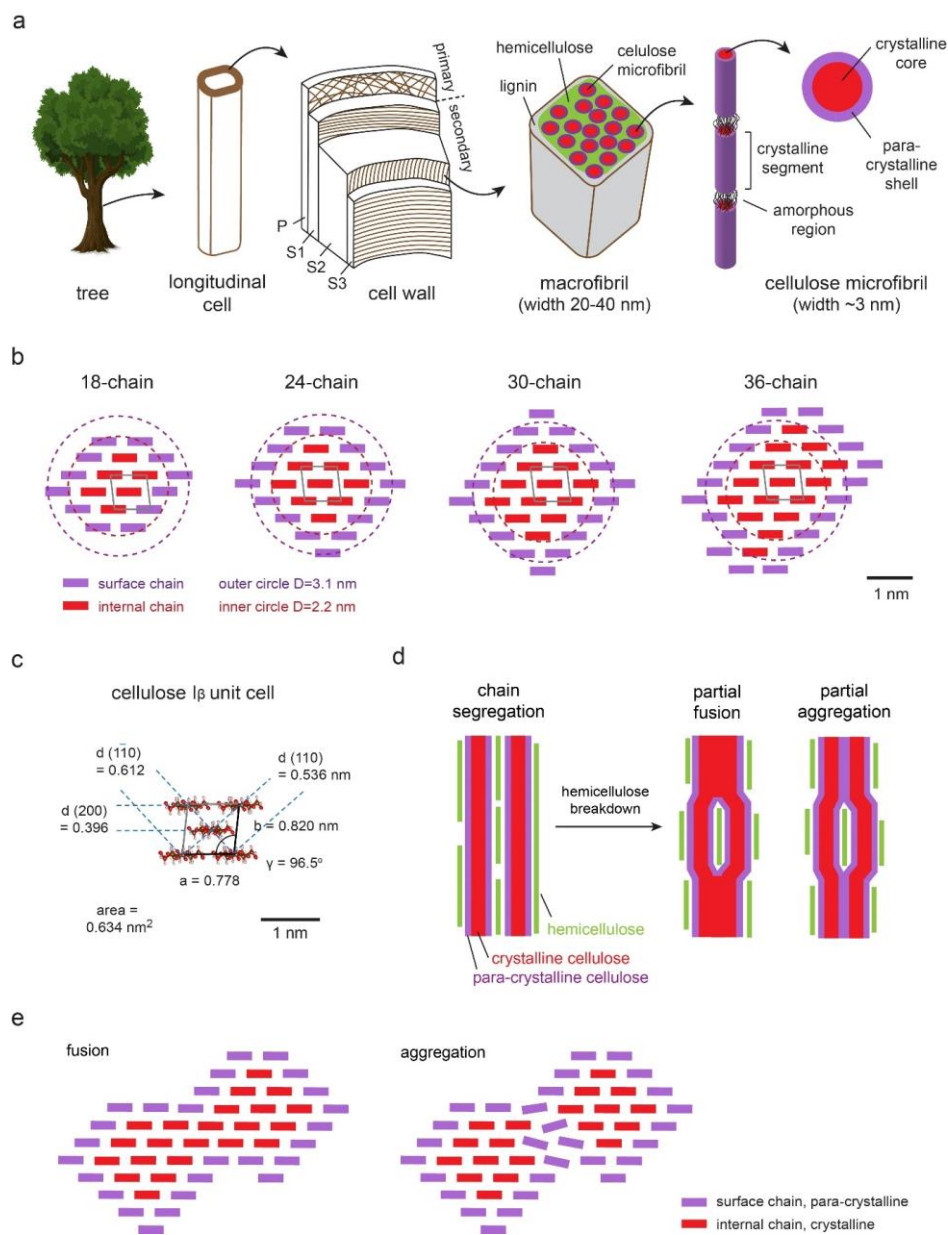 a
hemicellulose
celulose
microfibril
lignin
primary
secondary
crystalline
core
para-
crystalline
shell
crystalline
segment
amorphous
region
P
S1
S2
S3
tree
longitudinal
cell
cell wall
macrofibril
(width 20-40 nm)
cellulose microfibril
(width ~3 nm)
b
18-chain
24-chain
30-chain
36-chain
surface chain
outer circle D=3.1 nm
internal chain
inner circle D=2.2 nm
1 nm
c
cellulose Iβ unit cell
d (11̅0)
= 0.612
d (110)
= 0.536 nm
d (200)
= 0.396
b = 0.820 nm
γ = 96.5°
a = 0.778
area =
0.634 nm²
1 nm
d
chain
segregation
partial
fusion
partial
aggregation
hemicellulose
breakdown
hemicellulose
crystalline cellulose
para-crystalline cellulose
e
fusion
aggregation
surface chain, para-crystalline
internal chain, crystalline